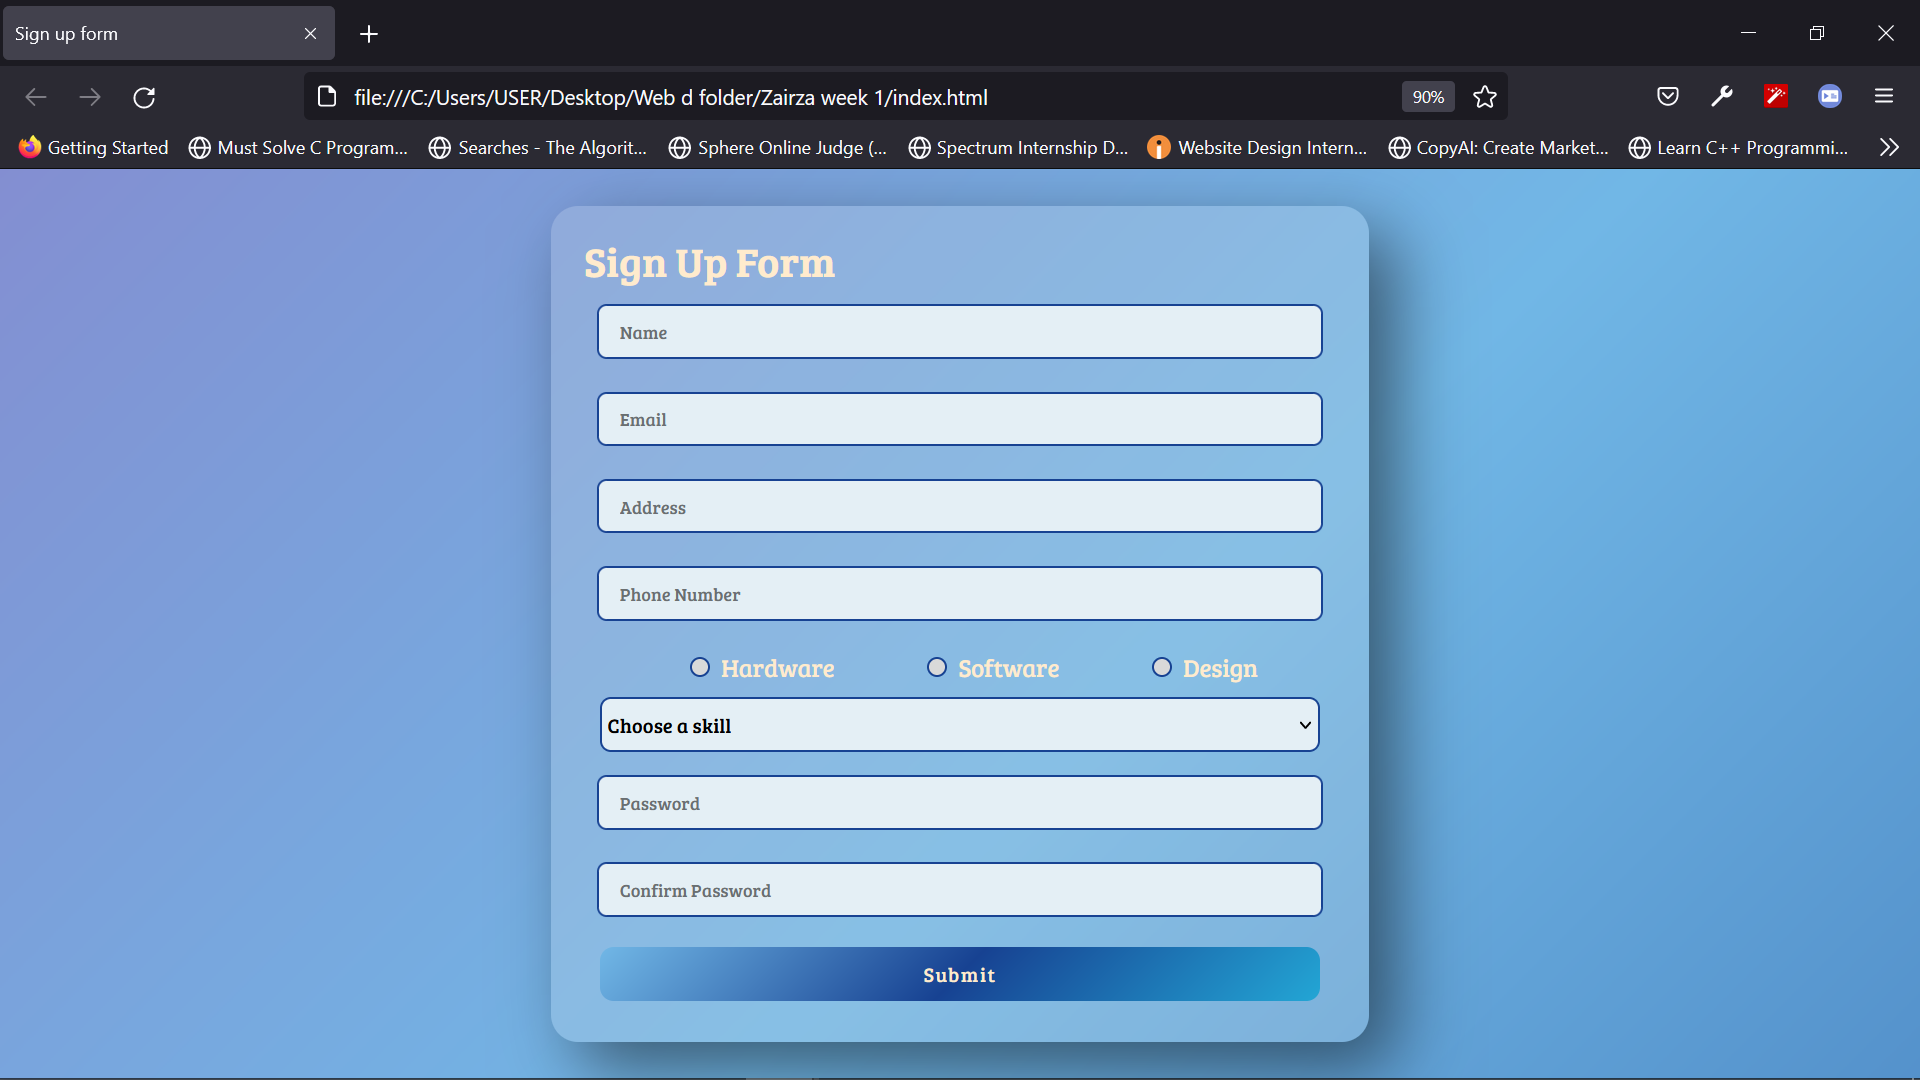 Sign up form
file:///C:/Users/USER/Desktop/Web d folder/Zairza week 1/index.html 90%
Getting Started Must Solve C Program... Searches - The Algorit... Sphere Online Judge (... Spectrum Internship D... Website Design Intern... CopyAI: Create Market... Learn C++ Programmi...
Sign Up Form
Name
Email
Address
Phone Number
Hardware Software Design
Choose a skill
Password
Confirm Password
Submit